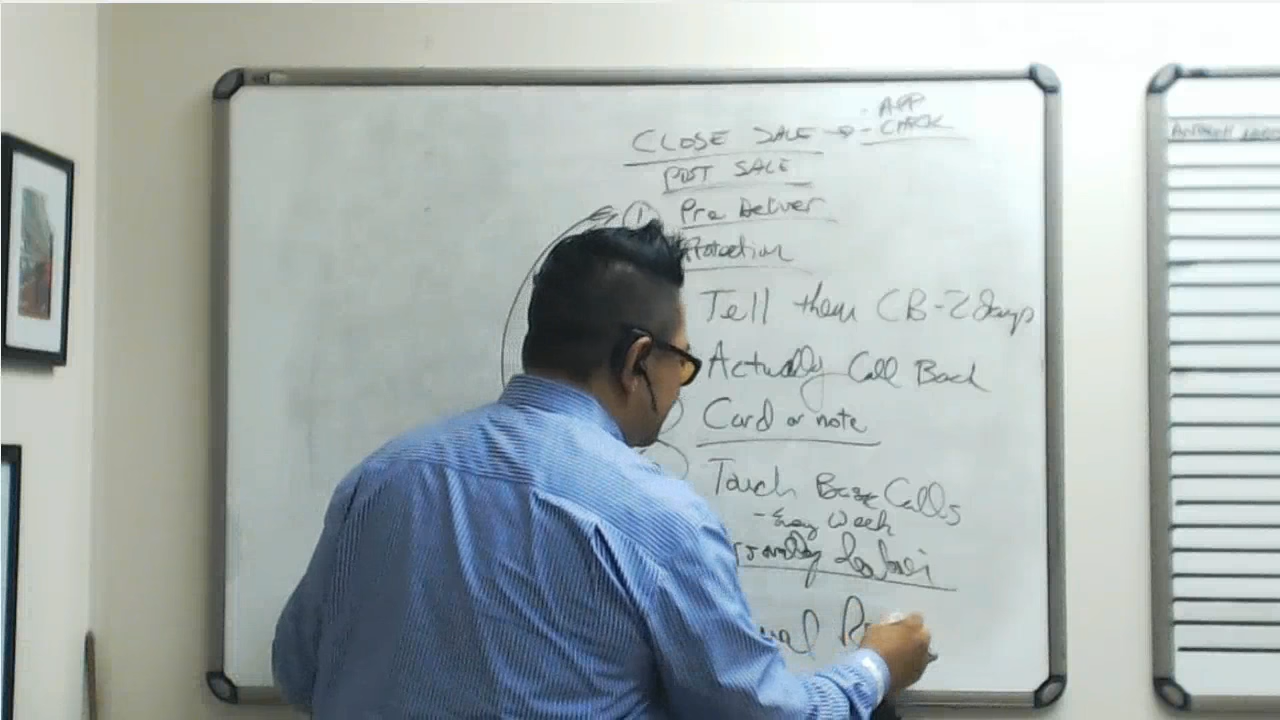 - APP
CLOSE SALE → - CHECK
POST SALE
① Pre Deliver
Protection
Tell them CB-2 days
Actually Call Back
Card or note
Touch Base Calls
- Every Week